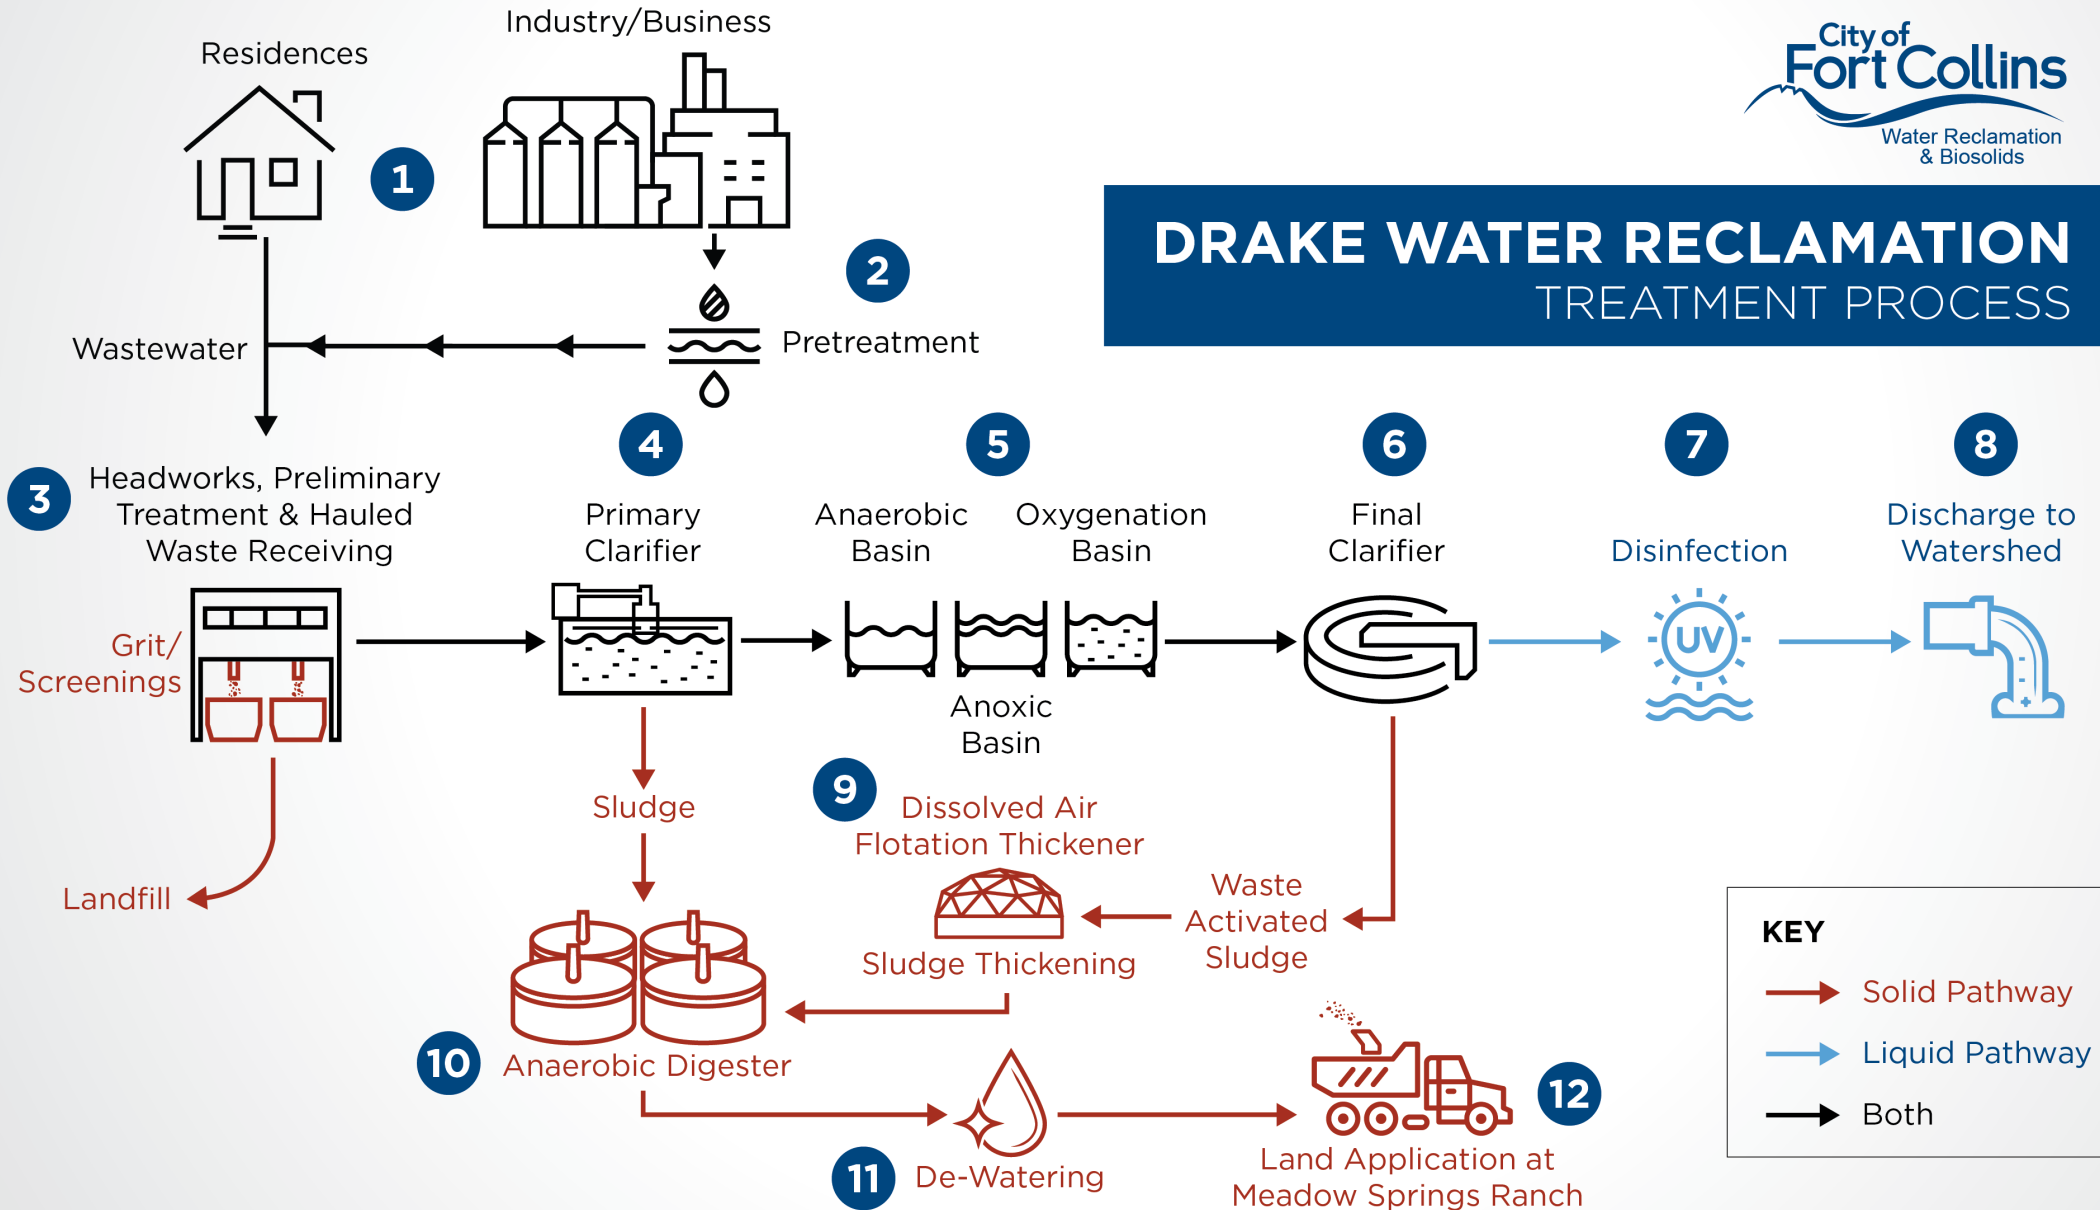 Residences
Industry/Business
City of
Fort Collins
Water Reclamation
& Biosolids
1
DRAKE WATER RECLAMATION
TREATMENT PROCESS
2
Pretreatment
Wastewater
3
Headworks, Preliminary
Treatment & Hauled
Waste Receiving
Grit/
Screenings
Landfill
4
Primary
Clarifier
Sludge
5
Anaerobic
Basin
Oxygenation
Basin
Anoxic
Basin
6
Final
Clarifier
7
Disinfection
UV
8
Discharge to
Watershed
9
Dissolved Air
Flotation Thickener
Sludge Thickening
Waste
Activated
Sludge
10
Anaerobic Digester
11
De-Watering
12
Land Application at
Meadow Springs Ranch
KEY
Solid Pathway
Liquid Pathway
Both